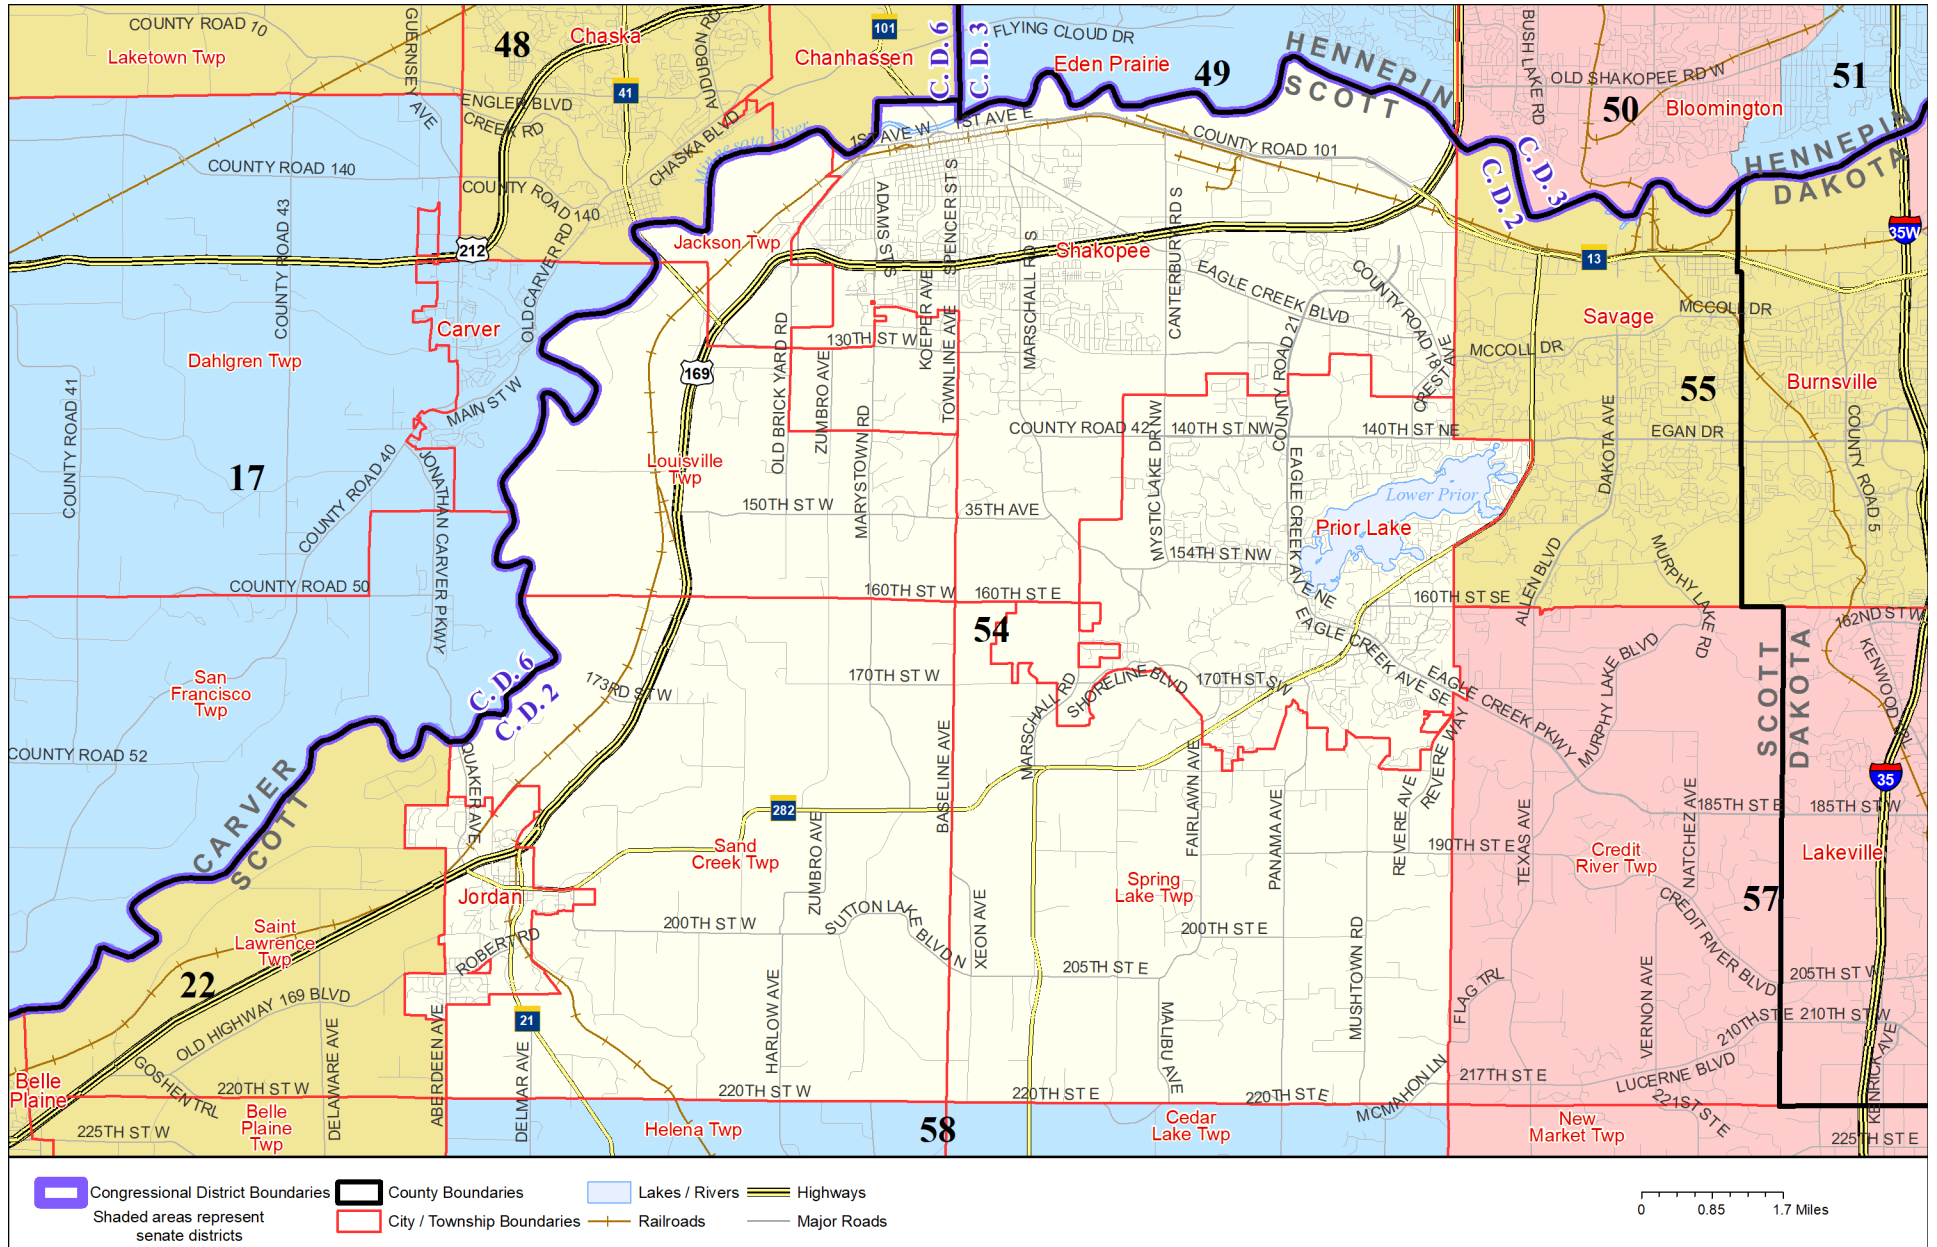 COUNTY ROAD 10
Laketown Twp
GUERNSEY AVE
48
Chaska
AUDUBON RD
41
101
Chanhassen
C. D. 6
C. D. 3
FLYING CLOUD DR
Eden Prairie
49
HENNEPIN
SCOTT
BUSH LAKE RD
OLD SHAKOPEE RD W
50
Bloomington
51
HENNEPIN
DAKOTA
ENGLER BLVD
CREEK RD
CHASKA BLVD
Minnesota River
1ST AVE W
1ST AVE E
COUNTY ROAD 101
C. D. 3
C. D. 2
COUNTY ROAD 140
COUNTY ROAD 140
COUNTY ROAD 43
212
OLD CARVER RD
Jackson Twp
ADAMS ST S
SPENCER ST S
MARSCHALL RD S
Shakopee
CANTERBURY RD S
EAGLE CREEK BLVD
COUNTY ROAD 21
COUNTY ROAD 18
CREST AVE
13
35W
Carver
Dahlgren Twp
COUNTY ROAD 41
MAIN ST W
169
OLD BRICK YARD RD
130TH ST W
ZUMBRO AVE
KOEPER AVE
TOWNLINE AVE
MARYSTOWN RD
MCCOLL DR
MCCOLL DR
Savage
55
Burnsville
17
COUNTY ROAD 40
JONATHAN CARVER PKWY
Louisville
Twp
COUNTY ROAD 42
140TH ST NW
140TH ST NE
EGAN DR
DAKOTA AVE
COUNTY ROAD 5
150TH ST W
35TH AVE
MYSTIC LAKE DR NW
EAGLE CREEK AVE NE
Lower Prior
Prior Lake
154TH ST NW
COUNTY ROAD 50
160TH ST W
160TH ST E
160TH ST SE
ALLEN BLVD
MURPHY LAKE RD
162ND ST W
54
EAGLE CREEK AVE SE
EAGLE CREEK PKWY
MURPHY LAKE BLVD
SCOTT
DAKOTA
KENWOOD TRL
San
Francisco
Twp
C. D. 6
C. D. 2
173RD ST W
170TH ST W
MARSCHALL RD
SHORELINE BLVD
170TH ST SW
COUNTY ROAD 52
CARVER
SCOTT
QUAKER AVE
BASELINE AVE
FAIRLAWN AVE
PANAMA AVE
REVERE AVE
REVERE WAY
35
282
ZUMBRO AVE
Sand
Creek Twp
185TH ST E
185TH ST W
190TH ST E
TEXAS AVE
NATCHEZ AVE
Credit
River Twp
Lakeville
Jordan
Spring
Lake Twp
57
Saint
Lawrence
Twp
ROBERT RD
200TH ST W
SUTTON LAKE BLVD N
XEON AVE
200TH ST E
205TH ST E
MUSHTOWN RD
CREDIT RIVER BLVD
22
OLD HIGHWAY 169 BLVD
FLAG TRL
VERNON AVE
205TH ST W
210TH ST E
210TH ST W
21
HARLOW AVE
MALIBU AVE
DELAWARE AVE
ABERDEEN AVE
DELMAR AVE
GOSHEN TRL
Belle
Plaine
220TH ST W
220TH ST W
220TH ST E
220TH ST E
MCMAHON LN
217TH ST E
LUCERNE BLVD
221ST ST E
KENRICK AVE
225TH ST W
Belle
Plaine
Twp
Helena Twp
58
Cedar
Lake Twp
New
Market Twp
225TH ST E
Congressional District Boundaries
County Boundaries
Lakes / Rivers
Highways
Shaded areas represent
senate districts
City / Township Boundaries
Railroads
Major Roads
0 0.85 1.7 Miles